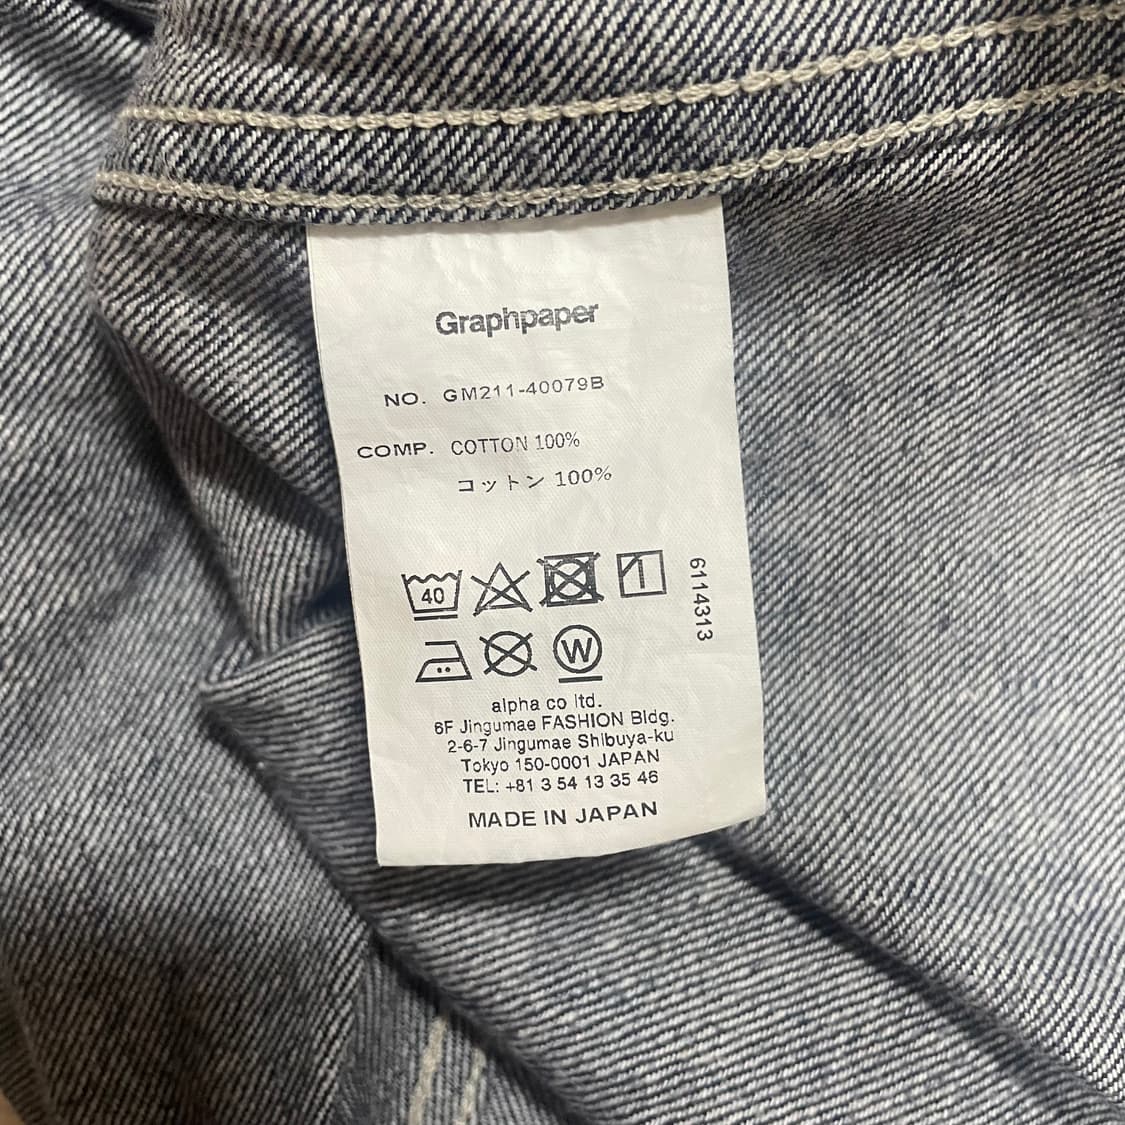 Graphpaper
NO. GM211-40079B
COMP. COTTON 100%
コットン 100%
40
6114313
W
alpha co ltd.
6F Jingumae FASHION Bldg.
2-6-7 Jingumae Shibuya-ku
Tokyo 150-0001 JAPAN
TEL: +81 3 54 13 35 46
MADE IN JAPAN